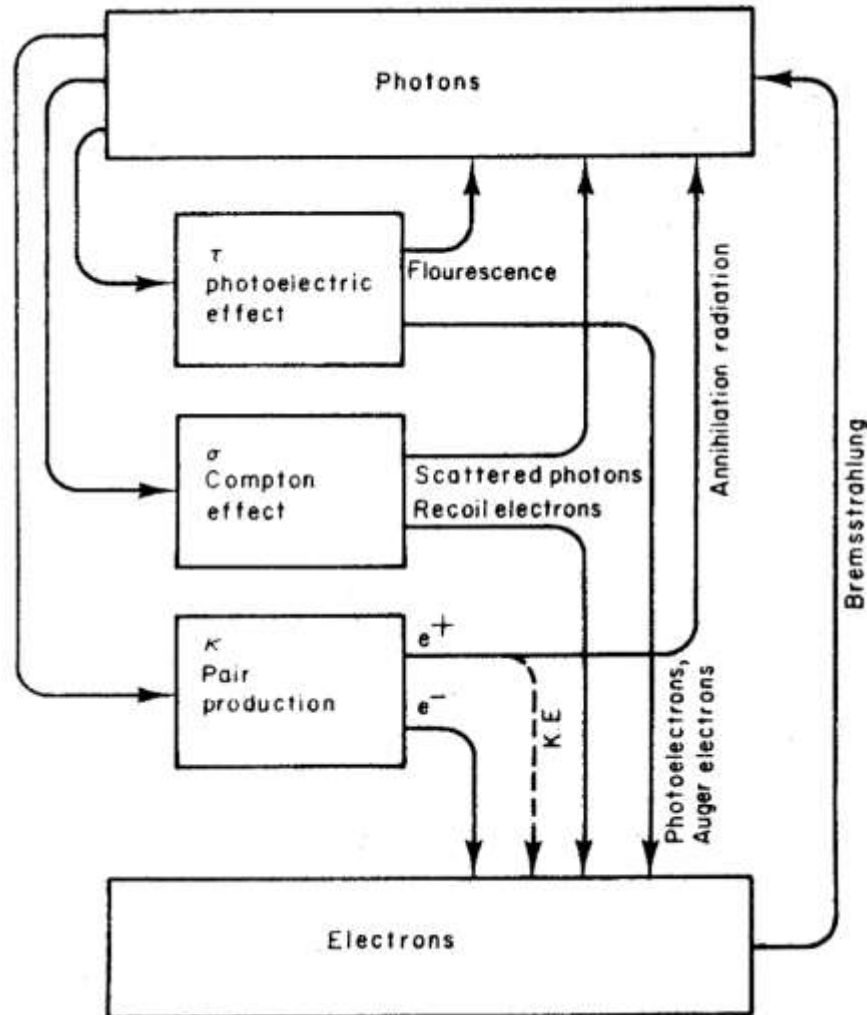 Photons
τ
photoelectric
effect
Flourescence
σ
Compton
effect
Scattered photons
Recoil electrons
κ
Pair
production
e+
e-
K.E
Photoelectrons,
Auger electrons
Annihilation radiation
Bremsstrahlung
Electrons